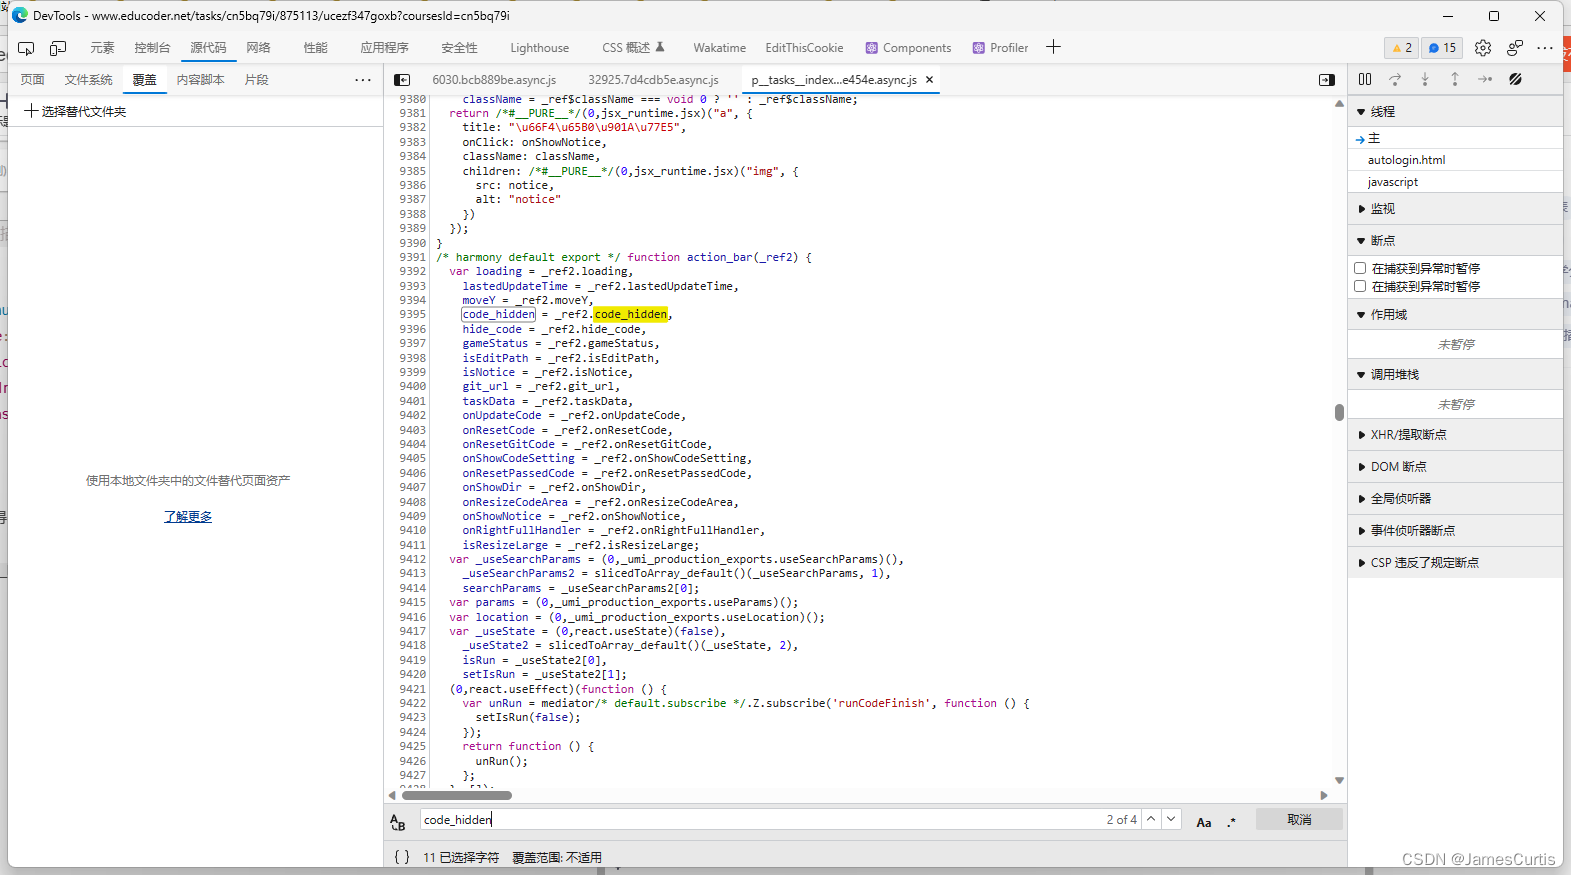 DevTools - www.educoder.net/tasks/cn5bq79i/875113/ucezf347goxb?coursesId=cn5bq79i
元素 控制台 源代码 网络 性能 应用程序 安全性 Lighthouse CSS 概述 Wakatime EditThisCookie Components Profiler 2 15
页面 文件系统 覆盖 内容脚本 片段 6030.bcb889be.async.js 32925.7d4cdb5e.async.js p__tasks__index...e454e.async.js
选择替代文件夹
使用本地文件夹中的文件替代页面资产
了解更多
9380 className = _ref$className === void 0 ? '' : _ref$className;
9381 return /*#__PURE__*/(0,jsx_runtime.jsx)("a", {
9382 title: "\u66F4\u65B0\u901A\u77E5",
9383 onClick: onShowNotice,
9384 className: className,
9385 children: /*#__PURE__*/(0,jsx_runtime.jsx)("img", {
9386 src: notice,
9387 alt: "notice"
9388 })
9389 });
9390 }
9391 /* harmony default export */ function action_bar(_ref2) {
9392 var loading = _ref2.loading,
9393 lastedUpdateTime = _ref2.lastedUpdateTime,
9394 moveY = _ref2.moveY,
9395 code_hidden = _ref2.code_hidden,
9396 hide_code = _ref2.hide_code,
9397 gameStatus = _ref2.gameStatus,
9398 isEditPath = _ref2.isEditPath,
9399 isNotice = _ref2.isNotice,
9400 git_url = _ref2.git_url,
9401 taskData = _ref2.taskData,
9402 onUpdateCode = _ref2.onUpdateCode,
9403 onResetCode = _ref2.onResetCode,
9404 onResetGitCode = _ref2.onResetGitCode,
9405 onShowCodeSetting = _ref2.onShowCodeSetting,
9406 onResetPassedCode = _ref2.onResetPassedCode,
9407 onShowDir = _ref2.onShowDir,
9408 onResizeCodeArea = _ref2.onResizeCodeArea,
9409 onShowNotice = _ref2.onShowNotice,
9410 onRightFullHandler = _ref2.onRightFullHandler,
9411 isResizeLarge = _ref2.isResizeLarge;
9412 var _useSearchParams = (0,_umi_production_exports.useSearchParams)(),
9413 _useSearchParams2 = slicedToArray_default()(_useSearchParams, 1),
9414 searchParams = _useSearchParams2[0];
9415 var params = (0,_umi_production_exports.useParams)();
9416 var location = (0,_umi_production_exports.useLocation)();
9417 var _useState = (0,react.useState)(false),
9418 _useState2 = slicedToArray_default()(_useState, 2),
9419 isRun = _useState2[0],
9420 setIsRun = _useState2[1];
9421 (0,react.useEffect)(function () {
9422 var unRun = mediator/* default.subscribe */.Z.subscribe('runCodeFinish', function () {
9423 setIsRun(false);
9424 });
9425 return function () {
9426 unRun();
9427 };
code_hidden 2 of 4 Aa .* 取消
{ } 11 已选择字符 覆盖范围: 不适用
线程
主
autologin.html
javascript
监视
断点
在捕获到异常时暂停
在捕获到异常时暂停
作用域
未暂停
调用堆栈
未暂停
XHR/提取断点
DOM 断点
全局侦听器
事件侦听器断点
CSP 违反了规定断点
CSDN @JamesCurtis